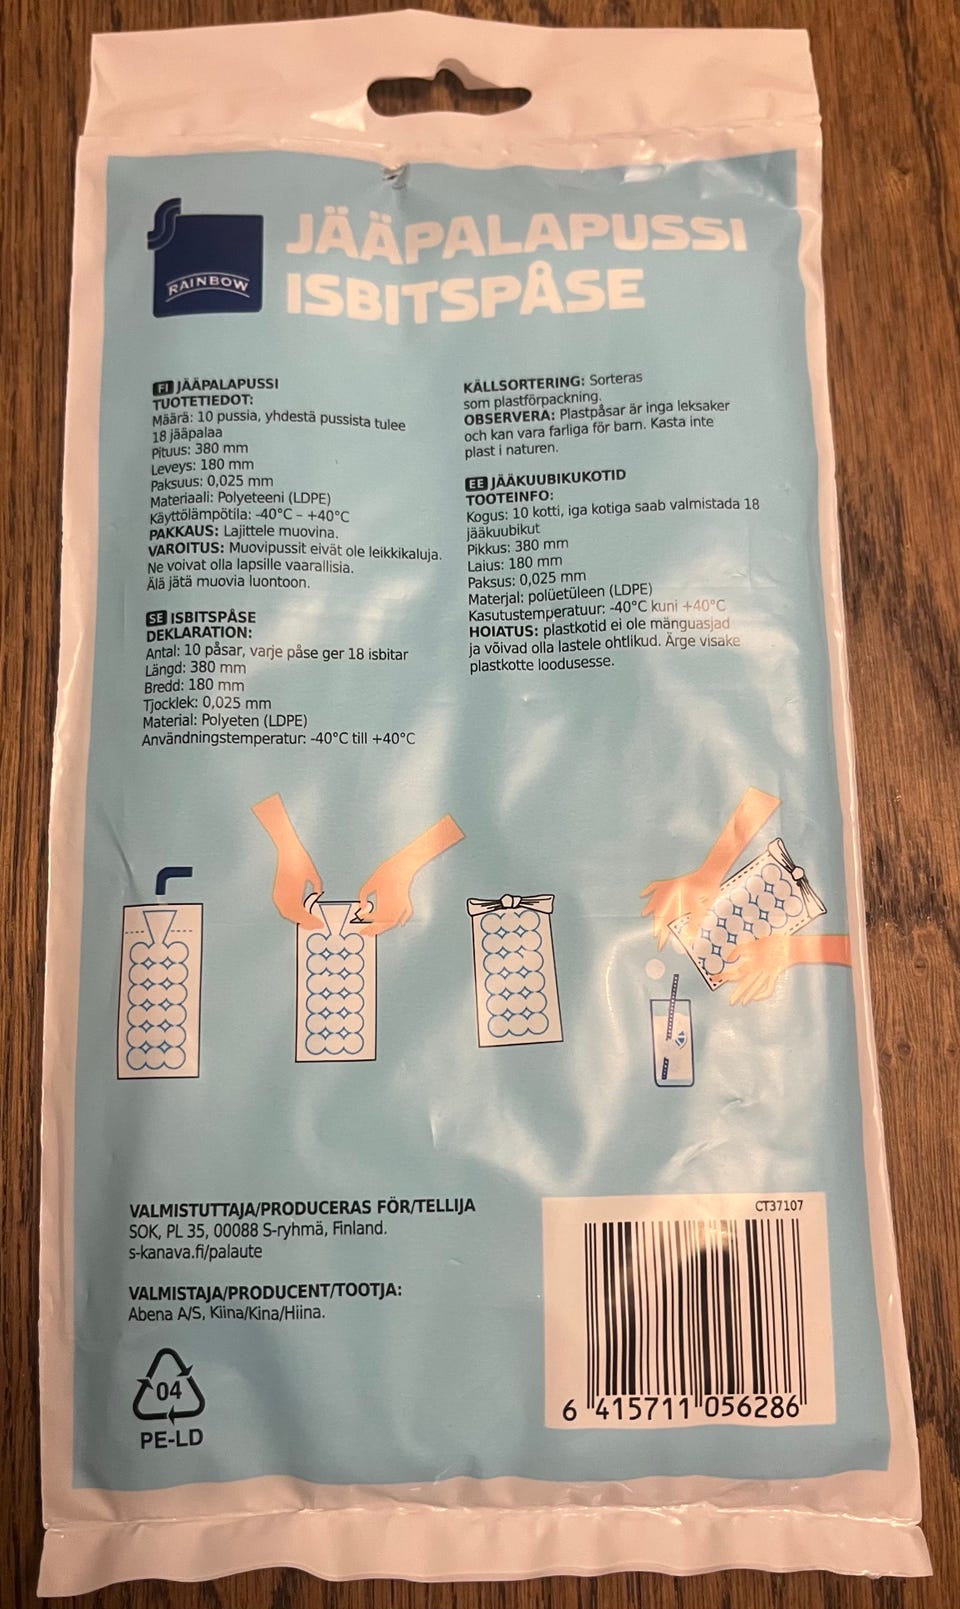 RAINBOW
JÄÄPALAPUSSI
ISBITSPÅSE
FI JÄÄPALAPUSSI
TUOTETIEDOT:
Määrä: 10 pussia, yhdestä pussista tulee
18 jääpalaa
Pituus: 380 mm
Leveys: 180 mm
Paksuus: 0,025 mm
Materiaali: Polyeteeni (LDPE)
Käyttölämpötila: -40°C – +40°C
PAKKAUS: Lajittele muovina.
VAROITUS: Muovipussit eivät ole leikkikaluja.
Ne voivat olla lapsille vaarallisia.
Älä jätä muovia luontoon.
SE ISBITSPÅSE
DEKLARATION:
Antal: 10 påsar, varje påse ger 18 isbitar
Längd: 380 mm
Bredd: 180 mm
Tjocklek: 0,025 mm
Material: Polyeten (LDPE)
Användningstemperatur: -40°C till +40°C
KÄLLSORTERING: Sorteras
som plastförpackning.
OBSERVERA: Plastpåsar är inga leksaker
och kan vara farliga för barn. Kasta inte
plast i naturen.
EE JÄÄKUUBIKUKOTID
TOOTEINFO:
Kogus: 10 kotti, iga kotiga saab valmistada 18
jääkuubikut
Pikkus: 380 mm
Laius: 180 mm
Paksus: 0,025 mm
Materjal: polüetüleen (LDPE)
Kasutustemperatuur: -40°C kuni +40°C
HOIATUS: plastkotid ei ole mänguasjad
ja võivad olla lastele ohtlikud. Ärge visake
plastkotte loodusesse.
VALMISTUTTAJA/PRODUCERAS FÖR/TELLIJA
SOK, PL 35, 00088 S-ryhmä, Finland.
s-kanava.fi/palaute
VALMISTAJA/PRODUCENT/TOOTJA:
Abena A/S, Kiina/Kina/Hiina.
04
PE-LD
CT37107
6 415711 056286